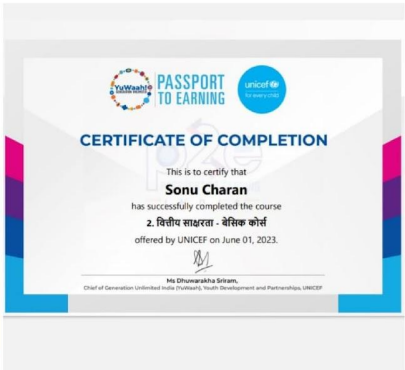 YuWaah!
PASSPORT
TO EARNING
unicef
for every child
CERTIFICATE OF COMPLETION
This is to certify that
Sonu Charan
has successfully completed the course
2. वित्तीय साक्षरता - बेसिक कोर्स
offered by UNICEF on June 01, 2023.
Ms Dhuwarakha Sriram,
Chief of Generation Unlimited India (YuWaah), Youth Development and Partnerships, UNICEF